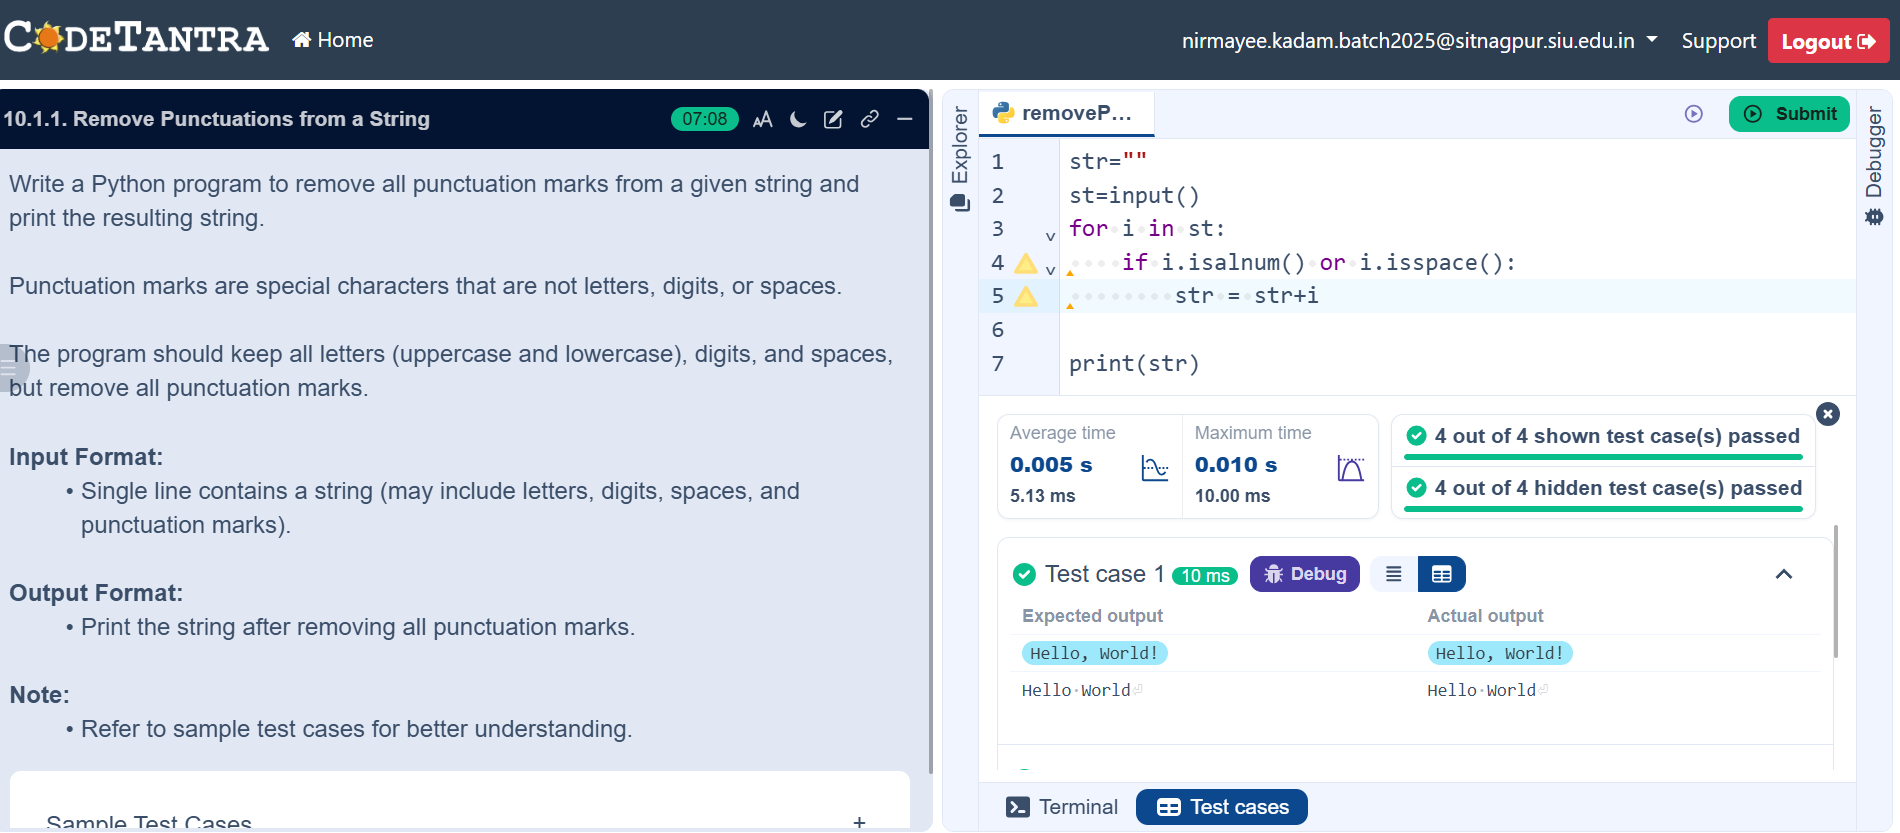 CODETANTRA
Home
nirmayee.kadam.batch2025@sitnagpur.siu.edu.in
Support
Logout
10.1.1. Remove Punctuations from a String
07:08
AA
Write a Python program to remove all punctuation marks from a given string and
print the resulting string.
Punctuation marks are special characters that are not letters, digits, or spaces.
The program should keep all letters (uppercase and lowercase), digits, and spaces,
but remove all punctuation marks.
Input Format:
• Single line contains a string (may include letters, digits, spaces, and
punctuation marks).
Output Format:
• Print the string after removing all punctuation marks.
Note:
• Refer to sample test cases for better understanding.
Sample Test Cases
+
Explorer
removeP...
Submit
Debugger
1 str=""
2 st=input()
3 for i in st:
4 if i.isalnum() or i.isspace():
5 str = str+i
6
7 print(str)
Average time
0.005 s
5.13 ms
Maximum time
0.010 s
10.00 ms
4 out of 4 shown test case(s) passed
4 out of 4 hidden test case(s) passed
Test case 1
10 ms
Debug
Expected output
Actual output
Hello, World!
Hello, World!
Hello·World
Hello·World
Terminal
Test cases